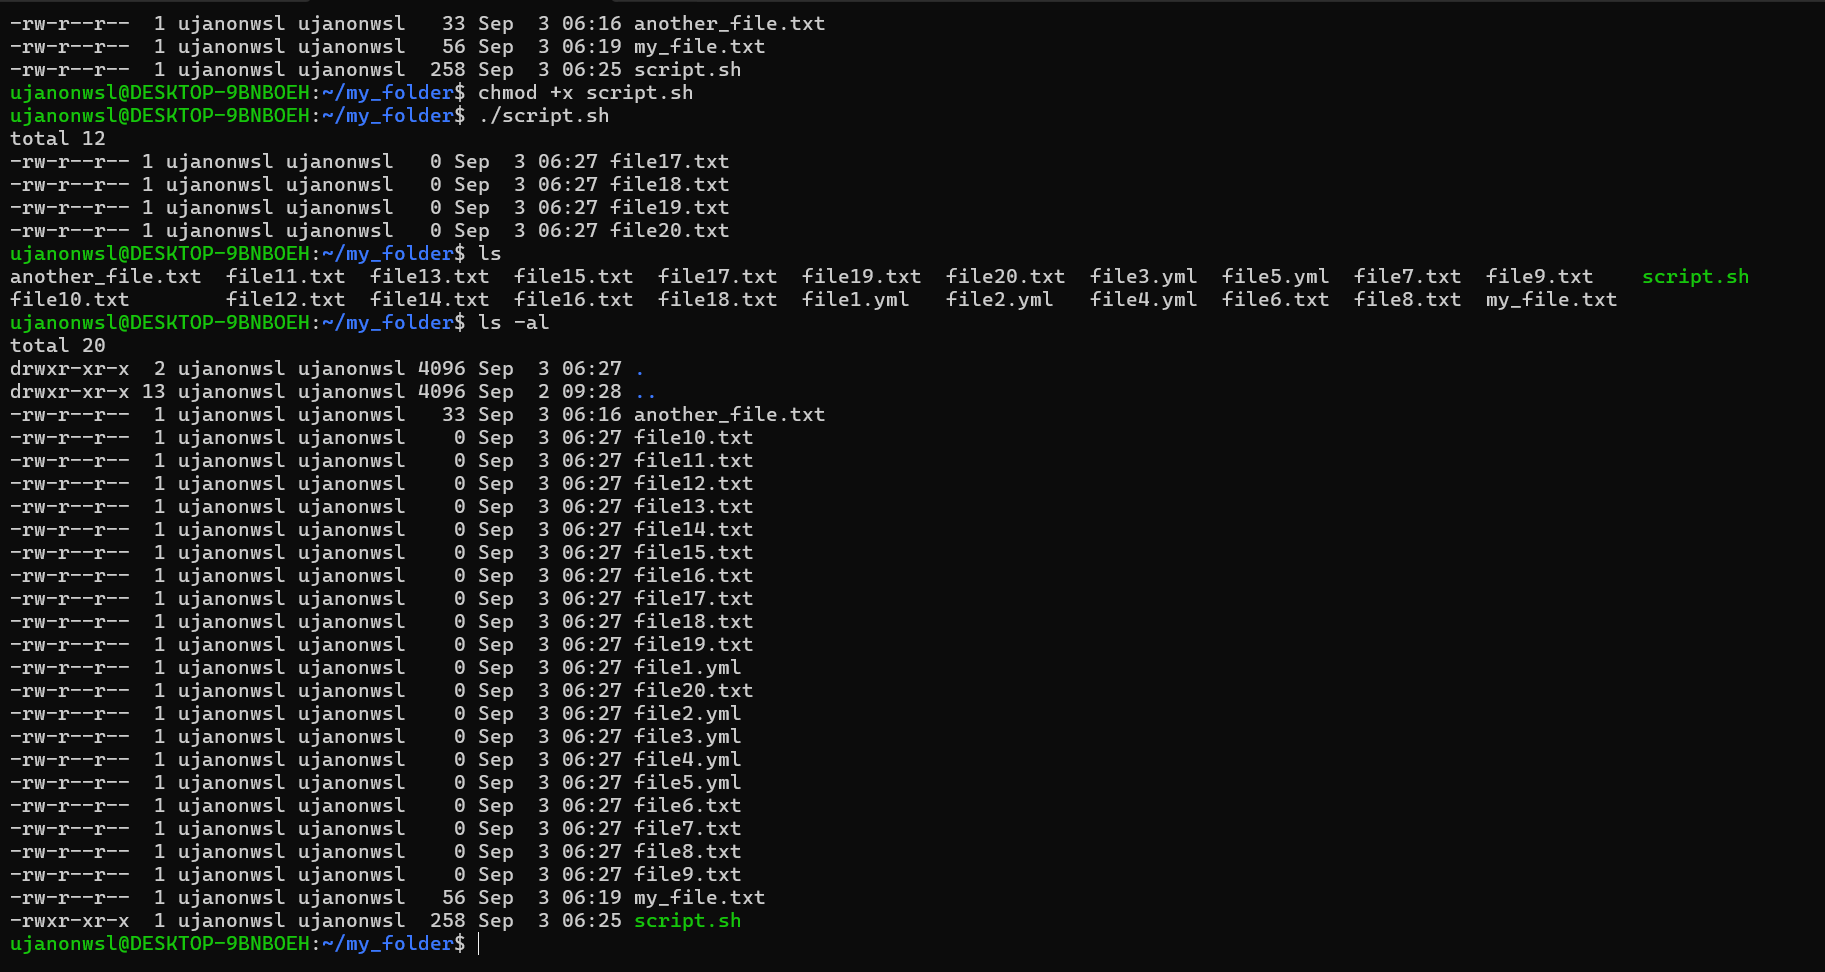 -rw-r--r--  1 ujanonwsl ujanonwsl   33 Sep  3 06:16 another_file.txt
-rw-r--r--  1 ujanonwsl ujanonwsl   56 Sep  3 06:19 my_file.txt
-rw-r--r--  1 ujanonwsl ujanonwsl  258 Sep  3 06:25 script.sh
ujanonwsl@DESKTOP-9BNBOEH:~/my_folder$ chmod +x script.sh
ujanonwsl@DESKTOP-9BNBOEH:~/my_folder$ ./script.sh
total 12
-rw-r--r-- 1 ujanonwsl ujanonwsl   0 Sep  3 06:27 file17.txt
-rw-r--r-- 1 ujanonwsl ujanonwsl   0 Sep  3 06:27 file18.txt
-rw-r--r-- 1 ujanonwsl ujanonwsl   0 Sep  3 06:27 file19.txt
-rw-r--r-- 1 ujanonwsl ujanonwsl   0 Sep  3 06:27 file20.txt
ujanonwsl@DESKTOP-9BNBOEH:~/my_folder$ ls
another_file.txt  file11.txt  file13.txt  file15.txt  file17.txt  file19.txt  file20.txt  file3.yml  file5.yml  file7.txt  file9.txt    script.sh
file10.txt        file12.txt  file14.txt  file16.txt  file18.txt  file1.yml   file2.yml   file4.yml  file6.txt  file8.txt  my_file.txt
ujanonwsl@DESKTOP-9BNBOEH:~/my_folder$ ls -al
total 20
drwxr-xr-x  2 ujanonwsl ujanonwsl 4096 Sep  3 06:27 .
drwxr-xr-x 13 ujanonwsl ujanonwsl 4096 Sep  2 09:28 ..
-rw-r--r--  1 ujanonwsl ujanonwsl   33 Sep  3 06:16 another_file.txt
-rw-r--r--  1 ujanonwsl ujanonwsl    0 Sep  3 06:27 file10.txt
-rw-r--r--  1 ujanonwsl ujanonwsl    0 Sep  3 06:27 file11.txt
-rw-r--r--  1 ujanonwsl ujanonwsl    0 Sep  3 06:27 file12.txt
-rw-r--r--  1 ujanonwsl ujanonwsl    0 Sep  3 06:27 file13.txt
-rw-r--r--  1 ujanonwsl ujanonwsl    0 Sep  3 06:27 file14.txt
-rw-r--r--  1 ujanonwsl ujanonwsl    0 Sep  3 06:27 file15.txt
-rw-r--r--  1 ujanonwsl ujanonwsl    0 Sep  3 06:27 file16.txt
-rw-r--r--  1 ujanonwsl ujanonwsl    0 Sep  3 06:27 file17.txt
-rw-r--r--  1 ujanonwsl ujanonwsl    0 Sep  3 06:27 file18.txt
-rw-r--r--  1 ujanonwsl ujanonwsl    0 Sep  3 06:27 file19.txt
-rw-r--r--  1 ujanonwsl ujanonwsl    0 Sep  3 06:27 file1.yml
-rw-r--r--  1 ujanonwsl ujanonwsl    0 Sep  3 06:27 file20.txt
-rw-r--r--  1 ujanonwsl ujanonwsl    0 Sep  3 06:27 file2.yml
-rw-r--r--  1 ujanonwsl ujanonwsl    0 Sep  3 06:27 file3.yml
-rw-r--r--  1 ujanonwsl ujanonwsl    0 Sep  3 06:27 file4.yml
-rw-r--r--  1 ujanonwsl ujanonwsl    0 Sep  3 06:27 file5.yml
-rw-r--r--  1 ujanonwsl ujanonwsl    0 Sep  3 06:27 file6.txt
-rw-r--r--  1 ujanonwsl ujanonwsl    0 Sep  3 06:27 file7.txt
-rw-r--r--  1 ujanonwsl ujanonwsl    0 Sep  3 06:27 file8.txt
-rw-r--r--  1 ujanonwsl ujanonwsl    0 Sep  3 06:27 file9.txt
-rw-r--r--  1 ujanonwsl ujanonwsl   56 Sep  3 06:19 my_file.txt
-rwxr-xr-x  1 ujanonwsl ujanonwsl  258 Sep  3 06:25 script.sh
ujanonwsl@DESKTOP-9BNBOEH:~/my_folder$